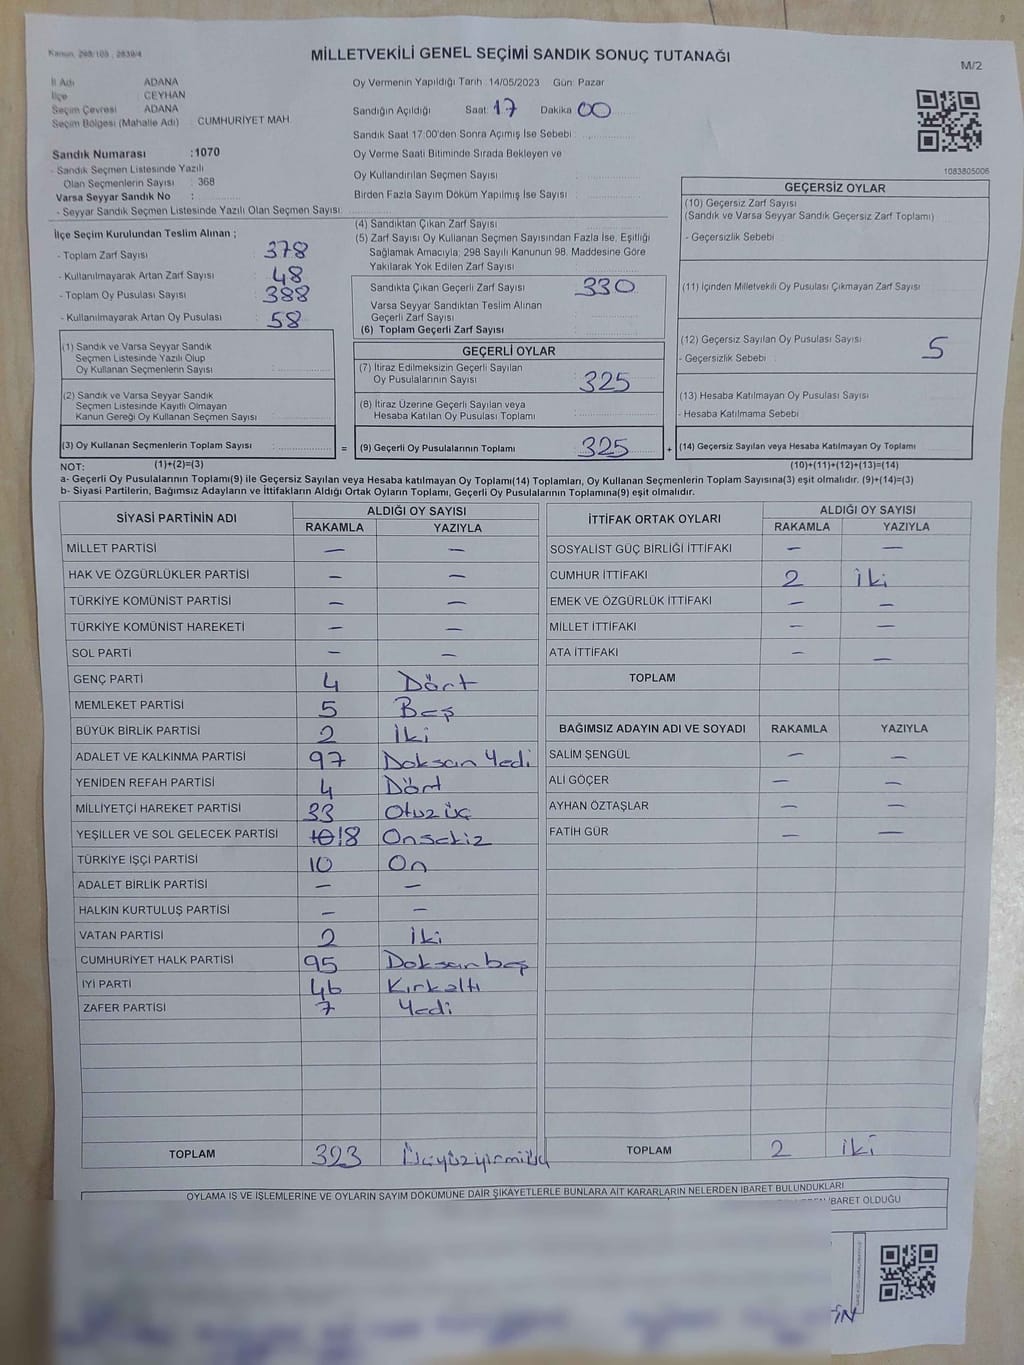 Kanun, 298/109 , 2839/4
MİLLETVEKİLİ GENEL SEÇİMİ SANDIK SONUÇ TUTANAĞI
M/2
İl Adı ADANA
İlçe CEYHAN
Seçim Çevresi ADANA
Seçim Bölgesi (Mahalle Adı) CUMHURİYET MAH.
Oy Vermenin Yapıldığı Tarih 14/05/2023 Gün: Pazar
Sandığın Açıldığı Saat: 17 Dakika 00
Sandık Saat 17:00'den Sonra Açımış İse Sebebi :
Oy Verme Saati Bitiminde Sırada Bekleyen ve
Oy Kullandırılan Seçmen Sayısı :
Birden Fazla Sayım Döküm Yapılmış İse Sayısı :
1083805006
Sandık Numarası :1070
- Sandık Seçmen Listesinde Yazılı
Olan Seçmenlerin Sayısı : 368
Varsa Seyyar Sandık No :
- Seyyar Sandık Seçmen Listesinde Yazılı Olan Seçmen Sayısı:
İlçe Seçim Kurulundan Teslim Alınan ;
- Toplam Zarf Sayısı : 378
- Kullanılmayarak Artan Zarf Sayısı : 48
- Toplam Oy Pusulası Sayısı : 388
- Kullanılmayarak Artan Oy Pusulası : 58
(4) Sandıktan Çıkan Zarf Sayısı
(5) Zarf Sayısı Oy Kullanan Seçmen Sayısından Fazla İse, Eşitliği
Sağlamak Amacıyla; 298 Sayılı Kanunun 98. Maddesine Göre
Yakılarak Yok Edilen Zarf Sayısı
Sandıkta Çıkan Geçerli Zarf Sayısı : 330
Varsa Seyyar Sandıktan Teslim Alınan
Geçerli Zarf Sayısı :
(6) Toplam Geçerli Zarf Sayısı :
GEÇERSİZ OYLAR
(10) Geçersiz Zarf Sayısı
(Sandık ve Varsa Seyyar Sandık Geçersiz Zarf Toplamı)
- Geçersizlik Sebebi :
(11) İçinden Milletvekili Oy Pusulası Çıkmayan Zarf Sayısı
(12) Geçersiz Sayılan Oy Pusulası Sayısı : 5
- Geçersizlik Sebebi :
(13) Hesaba Katılmayan Oy Pusulası Sayısı :
- Hesaba Katılmama Sebebi :
(14) Geçersiz Sayılan veya Hesaba Katılmayan Oy Toplamı
(10)+(11)+(12)+(13)=(14)
(1) Sandık ve Varsa Seyyar Sandık
Seçmen Listesinde Yazılı Olup
Oy Kullanan Seçmenlerın Sayısı :
(2) Sandık ve Varsa Seyyar Sandık
Seçmen Listesinde Kayıtlı Olmayan
Kanun Gereği Oy Kullanan Seçmen Sayısı :
(3) Oy Kullanan Seçmenlerin Toplam Sayısı : =
(1)+(2)=(3)
GEÇERLİ OYLAR
(7) İtiraz Edilmeksizin Geçerli Sayılan
Oy Pusulalarının Sayısı : 325
(8) İtiraz Üzerine Geçerli Sayılan veya
Hesaba Katılan Oy Pusulası Toplamı :
(9) Geçerli Oy Pusulalarının Toplamı : 325 +
NOT:
a- Geçerli Oy Pusulalarının Toplamı(9) ile Geçersiz Sayılan veya Hesaba katılmayan Oy Toplamı(14) Toplamları, Oy Kullanan Seçmenlerin Toplam Sayısına(3) eşit olmalıdır. (9)+(14)=(3)
b- Siyasi Partilerin, Bağımsız Adayların ve İttifakların Aldığı Ortak Oyların Toplamı, Geçerli Oy Pusulalarının Toplamına(9) eşit olmalıdır.
SİYASİ PARTİNİN ADI ALDIĞI OY SAYISI
RAKAMLA YAZIYLA
MİLLET PARTİSİ — —
HAK VE ÖZGÜRLÜKLER PARTİSİ — —
TÜRKİYE KOMÜNİST PARTİSİ — —
TÜRKİYE KOMÜNİST HAREKETİ — —
SOL PARTİ — —
GENÇ PARTİ 4 Dört
MEMLEKET PARTİSİ 5 Beş
BÜYÜK BİRLİK PARTİSİ 2 İki
ADALET VE KALKINMA PARTİSİ 97 Doksan Yedi
YENİDEN REFAH PARTİSİ 4 Dört
MİLLİYETÇİ HAREKET PARTİSİ 33 Otuz üç
YEŞİLLER VE SOL GELECEK PARTİSİ 18 Onsekiz
TÜRKİYE İŞÇİ PARTİSİ 10 On
ADALET BİRLİK PARTİSİ — —
HALKIN KURTULUŞ PARTİSİ — —
VATAN PARTİSİ 2 İki
CUMHURİYET HALK PARTİSİ 95 Doksanbeş
İYİ PARTİ 46 Kırkaltı
ZAFER PARTİSİ 7 Yedi
TOPLAM 323 Üçyüzyirmiüç
İTTİFAK ORTAK OYLARI ALDIĞI OY SAYISI
RAKAMLA YAZIYLA
SOSYALİST GÜÇ BİRLİĞİ İTTİFAKI — —
CUMHUR İTTİFAKI 2 İki
EMEK VE ÖZGÜRLÜK İTTİFAKI — —
MİLLET İTTİFAKI — —
ATA İTTİFAKI — —
TOPLAM
BAĞIMSIZ ADAYIN ADI VE SOYADI RAKAMLA YAZIYLA
SALİM ŞENGÜL — —
ALİ GÖÇER — —
AYHAN ÖZTAŞLAR — —
FATİH GÜR — —
TOPLAM 2 iki
OYLAMA İŞ VE İŞLEMLERİNE VE OYLARIN SAYIM DÖKÜMÜNE DAİR ŞİKAYETLERLE BUNLARA AİT KARARLARIN NELERDEN İBARET BULUNDUKLARI
İBARET OLDUĞU